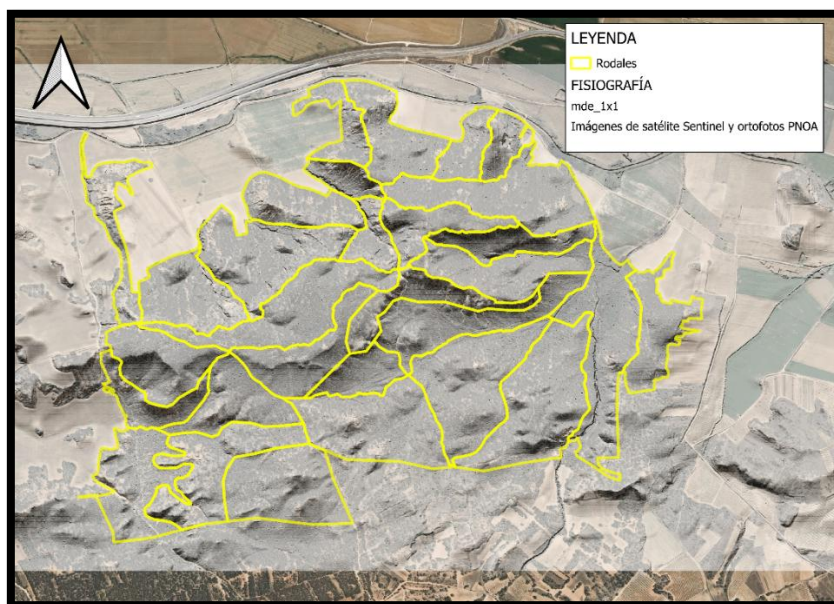 LEYENDA
Rodales
FISIOGRAFÍA
mde_1x1
Imágenes de satélite Sentinel y ortofotos PNOA